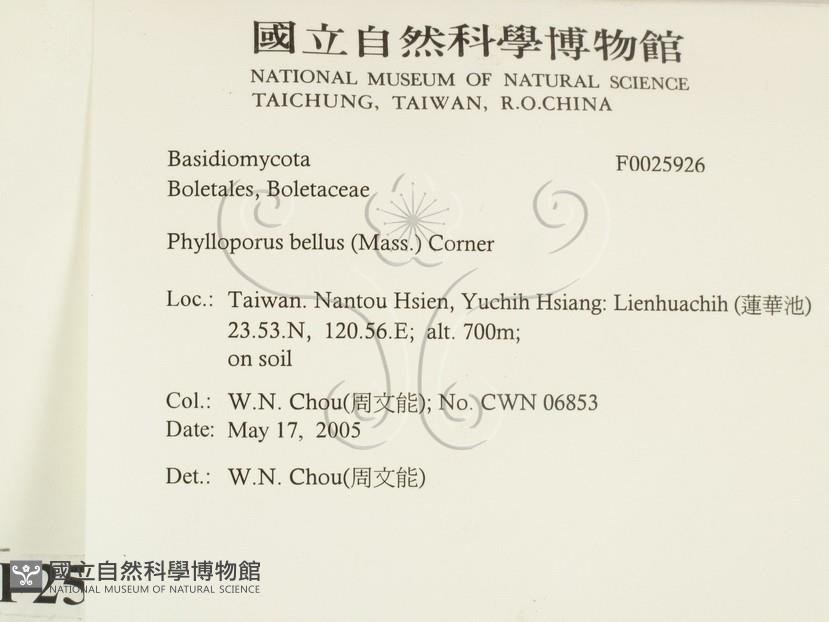 國立自然科學博物館
NATIONAL MUSEUM OF NATURAL SCIENCE
TAICHUNG, TAIWAN, R.O.CHINA
Basidiomycota F0025926
Boletales, Boletaceae
Phylloporus bellus (Mass.) Corner
Loc.: Taiwan. Nantou Hsien, Yuchih Hsiang: Lienhuachih (蓮華池)
23.53.N, 120.56.E; alt. 700m;
on soil
Col.: W.N. Chou(周文能); No. CWN 06853
Date: May 17, 2005
Det.: W.N. Chou(周文能)
國立自然科學博物館
NATIONAL MUSEUM OF NATURAL SCIENCE